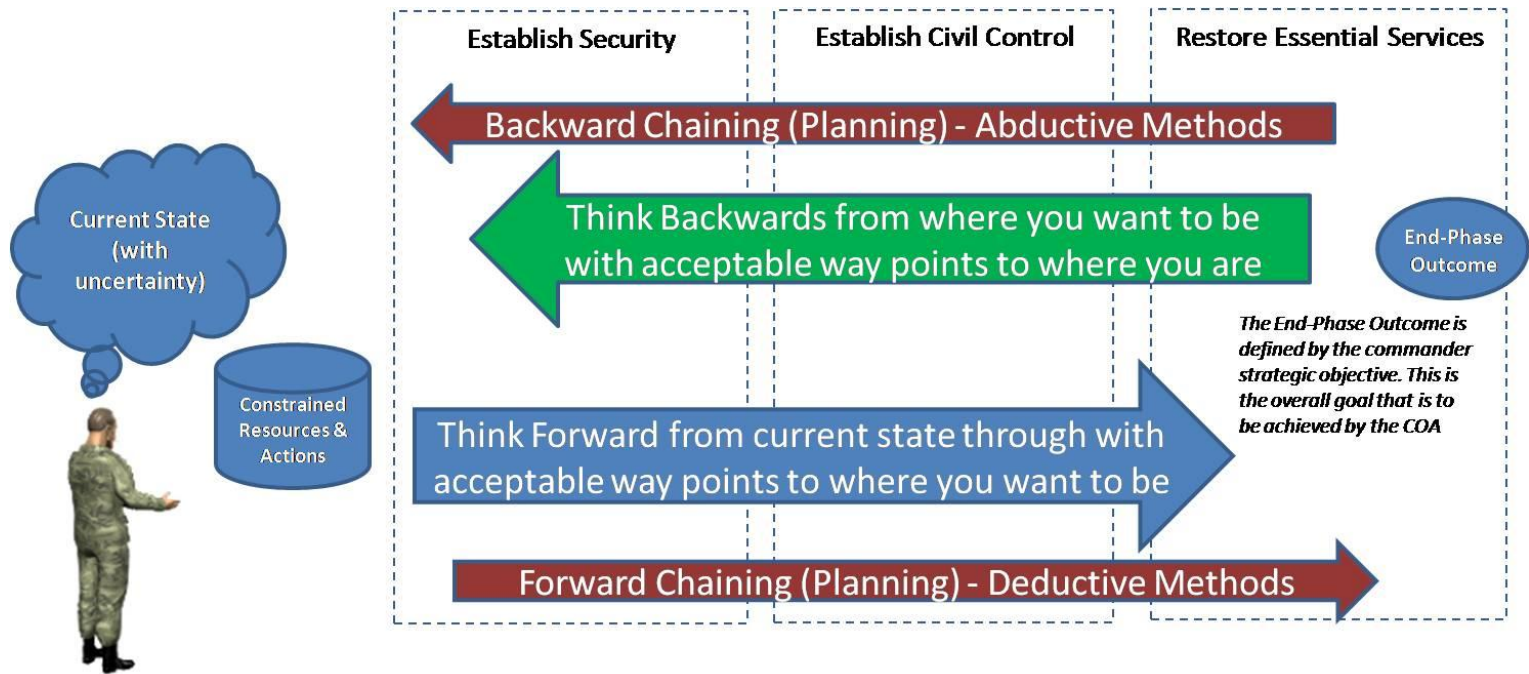 Establish Security
Establish Civil Control
Restore Essential Services
Backward Chaining (Planning) - Abductive Methods
Think Backwards from where you want to be
with acceptable way points to where you are
Current State
(with
uncertainty)
End-Phase
Outcome
The End-Phase Outcome is
defined by the commander
strategic objective. This is
the overall goal that is to
be achieved by the COA
Constrained
Resources &
Actions
Think Forward from current state through with
acceptable way points to where you want to be
Forward Chaining (Planning) - Deductive Methods